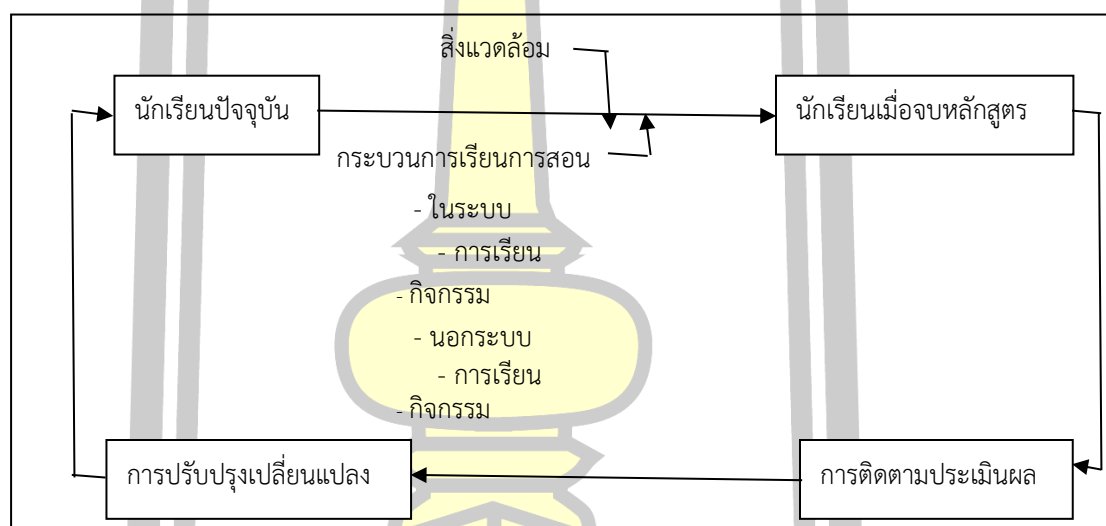 สิ่งแวดล้อม
นักเรียนปัจจุบัน
นักเรียนเมื่อจบหลักสูตร
กระบวนการเรียนการสอน
- ในระบบ
- การเรียน
- กิจกรรม
- นอกระบบ
- การเรียน
- กิจกรรม
การปรับปรุงเปลี่ยนแปลง
การติดตามประเมินผล